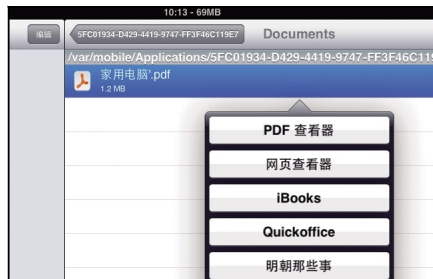 10:13 - 69MB
编辑
5FC01934-D429-4419-9747-FF3F46C119E7
Documents
/var/mobile/Applications/5FC01934-D429-4419-9747-FF3F46C119
家用电脑'.pdf
1.2 MB
PDF 查看器
网页查看器
iBooks
Quickoffice
明朝那些事